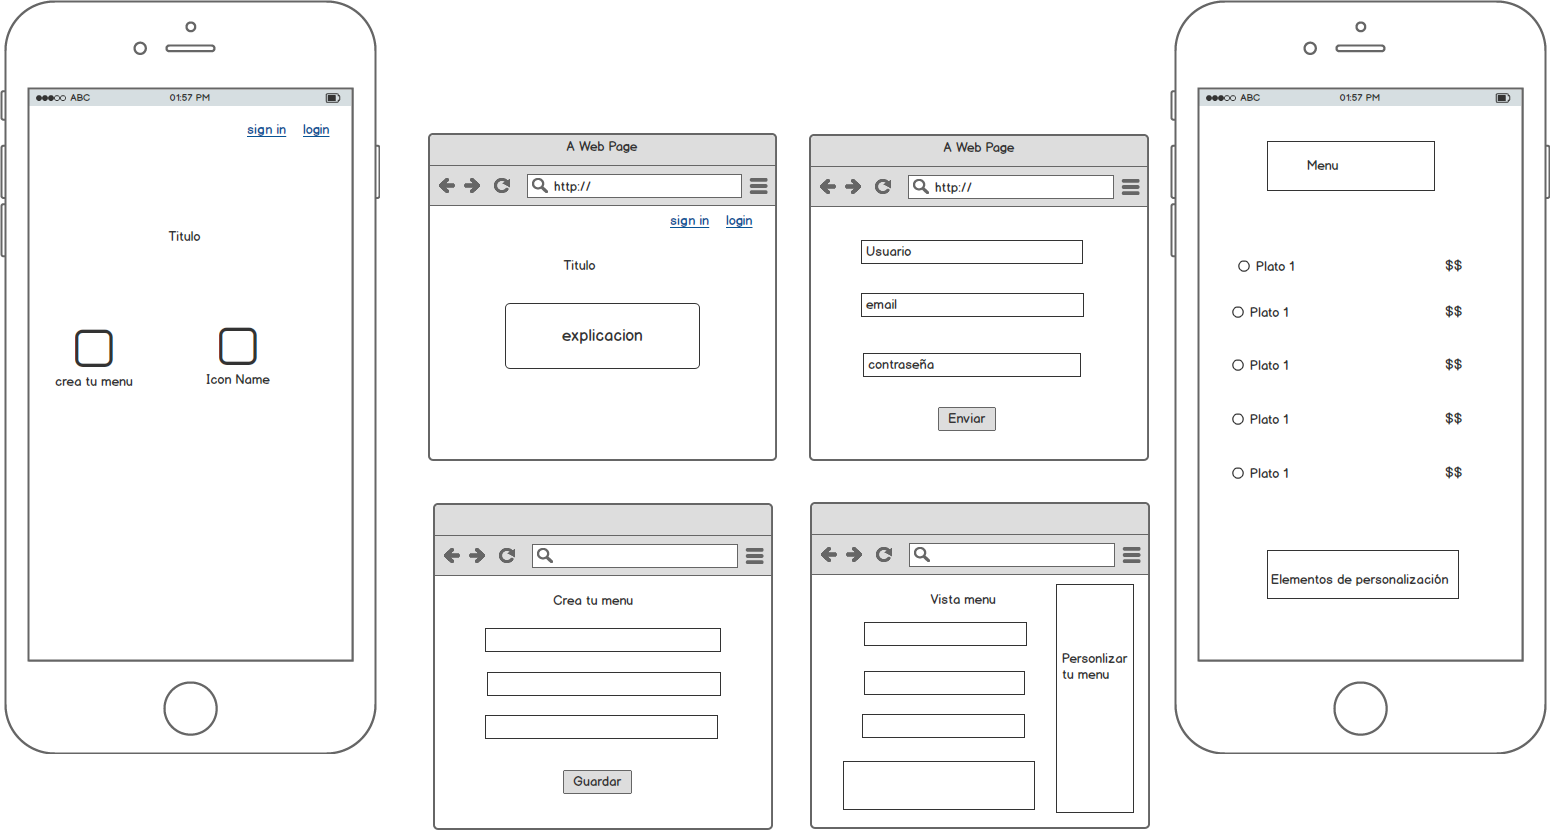 ABC
01:57 PM
sign in
login
Titulo
crea tu menu
Icon Name
A Web Page
http://
sign in
login
Titulo
explicacion
A Web Page
http://
Usuario
email
contraseña
Enviar
Crea tu menu
Guardar
Vista menu
Personlizar
tu menu
ABC
01:57 PM
Menu
Plato 1 $$
Plato 1 $$
Plato 1 $$
Plato 1 $$
Plato 1 $$
Elementos de personalización